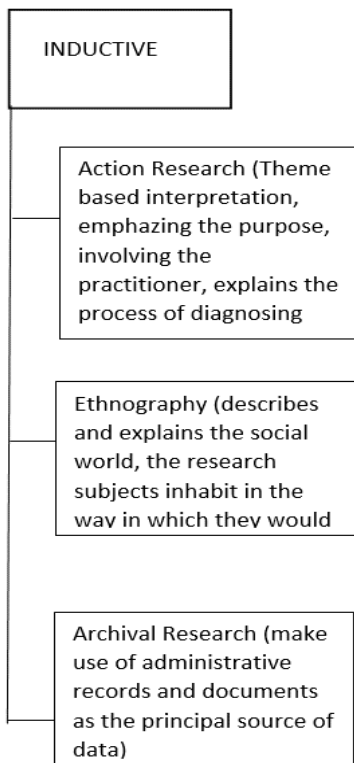 INDUCTIVE
Action Research (Theme
based interpretation,
emphazing the purpose,
involving the
practitioner, explains the
process of diagnosing
Ethnography (describes
and explains the social
world, the research
subjects inhabit in the
way in which they would
Archival Research (make
use of administrative
records and documents
as the principal source of
data)